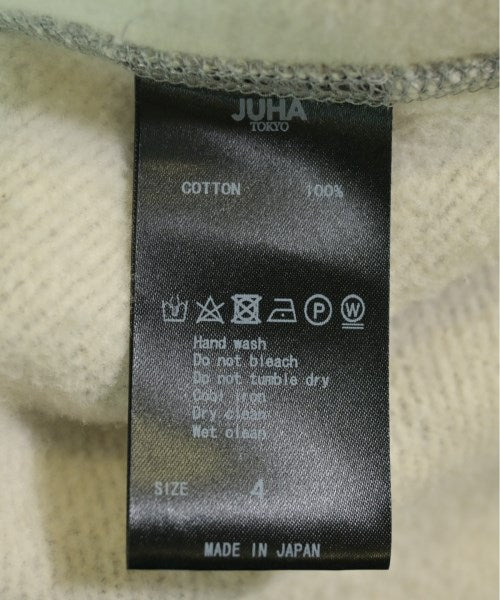 JUHA
TOKYO
COTTON 100%
P W
Hand wash
Do not bleach
Do not tumble dry
Cool iron
Dry clean
Wet clean
SIZE 4
MADE IN JAPAN